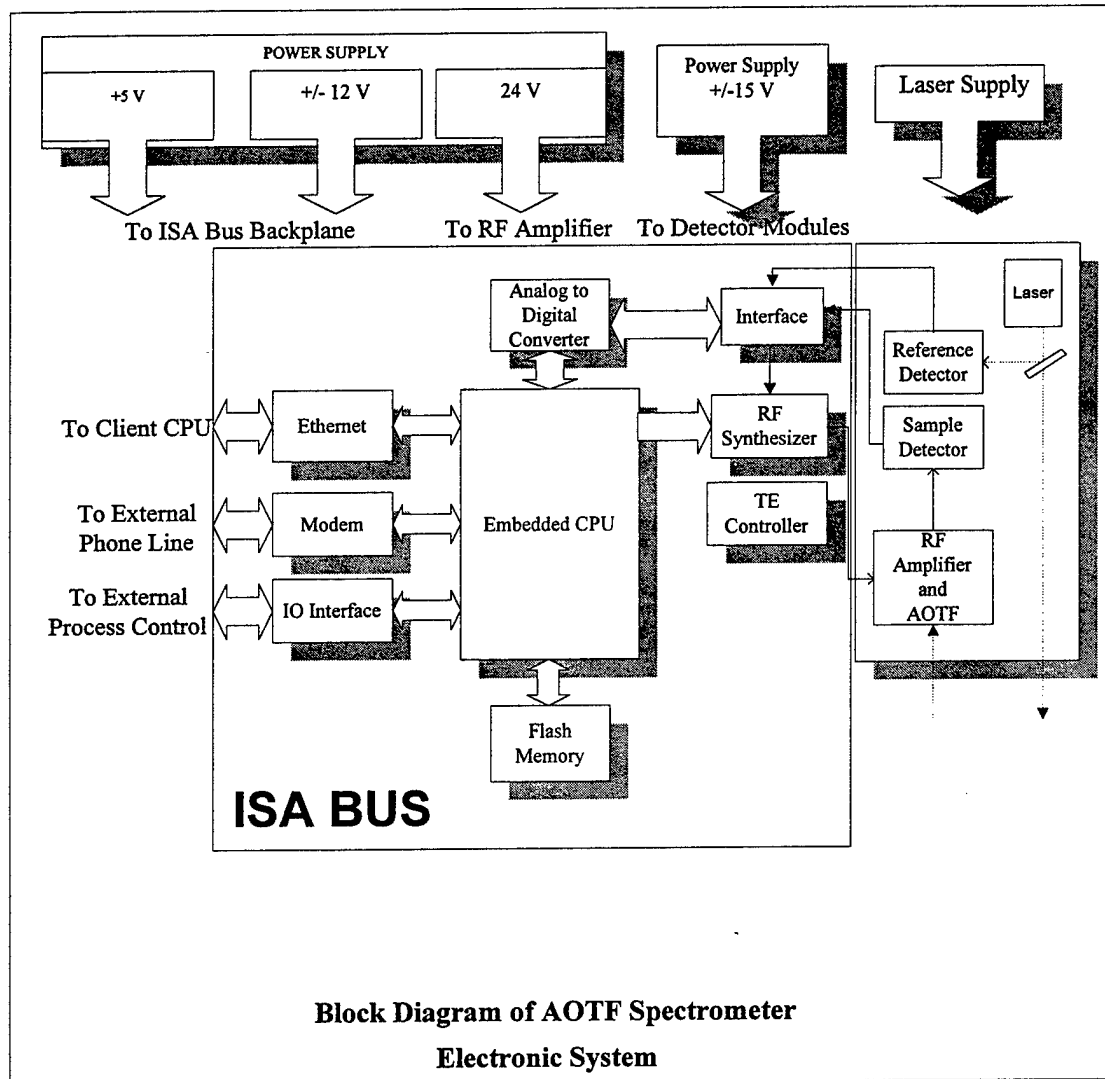 POWER SUPPLY
+5 V
+/- 12 V
24 V
Power Supply
+/-15 V
Laser Supply
To ISA Bus Backplane
To RF Amplifier
To Detector Modules
Analog to
Digital
Converter
Interface
Laser
Reference
Detector
To Client CPU
Ethernet
RF
Synthesizer
Sample
Detector
To External
Phone Line
Modem
Embedded CPU
TE
Controller
RF
Amplifier
and
AOTF
To External
Process Control
IO Interface
Flash
Memory
ISA BUS
Block Diagram of AOTF Spectrometer
Electronic System